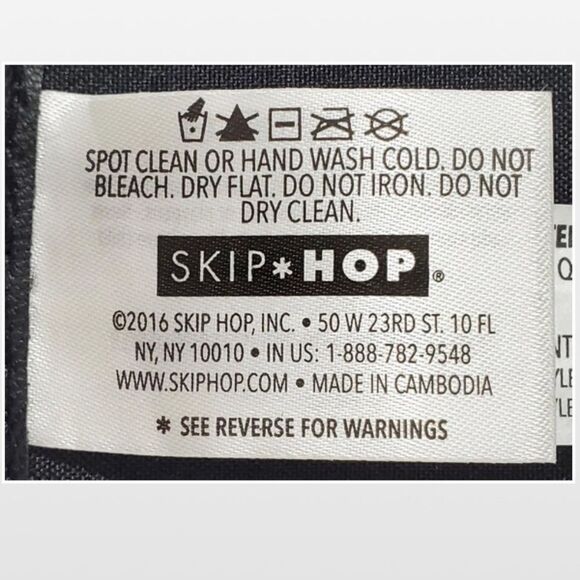 SPOT CLEAN OR HAND WASH COLD. DO NOT
BLEACH. DRY FLAT. DO NOT IRON. DO NOT
DRY CLEAN.
SKIP*HOP®
©2016 SKIP HOP, INC. • 50 W 23RD ST. 10 FL
NY, NY 10010 • IN US: 1-888-782-9548
WWW.SKIPHOP.COM • MADE IN CAMBODIA
* SEE REVERSE FOR WARNINGS